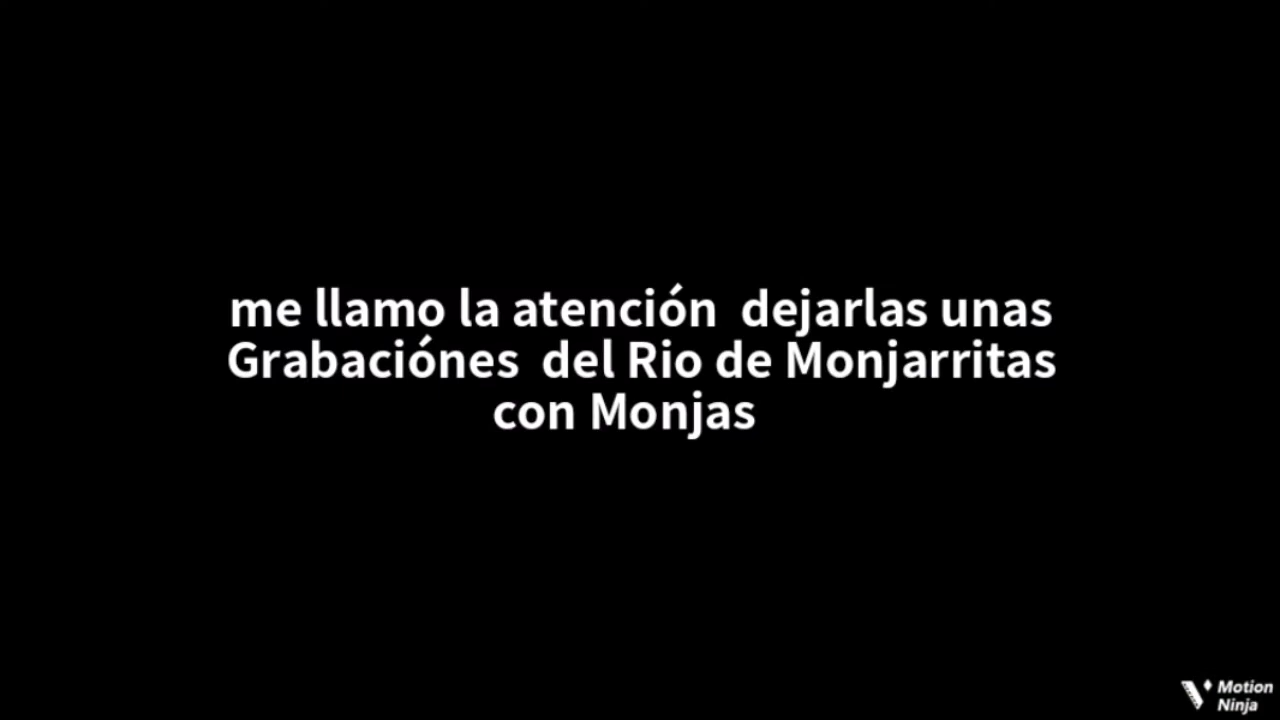 me llamo la atención dejarlas unas
Grabaciónes del Rio de Monjarritas
con Monjas
Motion
Ninja